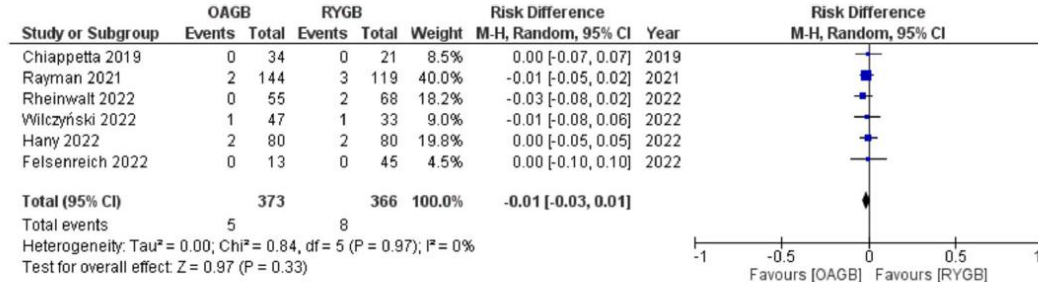 OAGB RYGB Risk Difference Risk Difference
Study or Subgroup Events Total Events Total Weight M-H, Random, 95% CI Year M-H, Random, 95% CI
Chiappetta 2019 0 34 0 21 8.5% 0.00 [-0.07, 0.07] 2019
Rayman 2021 2 144 3 119 40.0% -0.01 [-0.05, 0.02] 2021
Rheinwalt 2022 0 55 2 68 18.2% -0.03 [-0.08, 0.02] 2022
Wilczyński 2022 1 47 1 33 9.0% -0.01 [-0.08, 0.06] 2022
Hany 2022 2 80 2 80 19.8% 0.00 [-0.05, 0.05] 2022
Felsenreich 2022 0 13 0 45 4.5% 0.00 [-0.10, 0.10] 2022
Total (95% CI) 373 366 100.0% -0.01 [-0.03, 0.01]
Total events 5 8
Heterogeneity: Tau² = 0.00; Chi² = 0.84, df = 5 (P = 0.97); I² = 0%
Test for overall effect: Z = 0.97 (P = 0.33)
-1 -0.5 0 0.5 1
Favours [OAGB] Favours [RYGB]